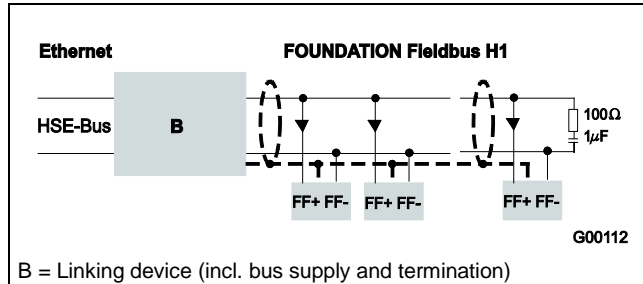 Ethernet FOUNDATION Fieldbus H1
HSE-Bus B 100Ω
1µF
FF+ FF- FF+ FF- FF+ FF-
G00112
B = Linking device (incl. bus supply and termination)